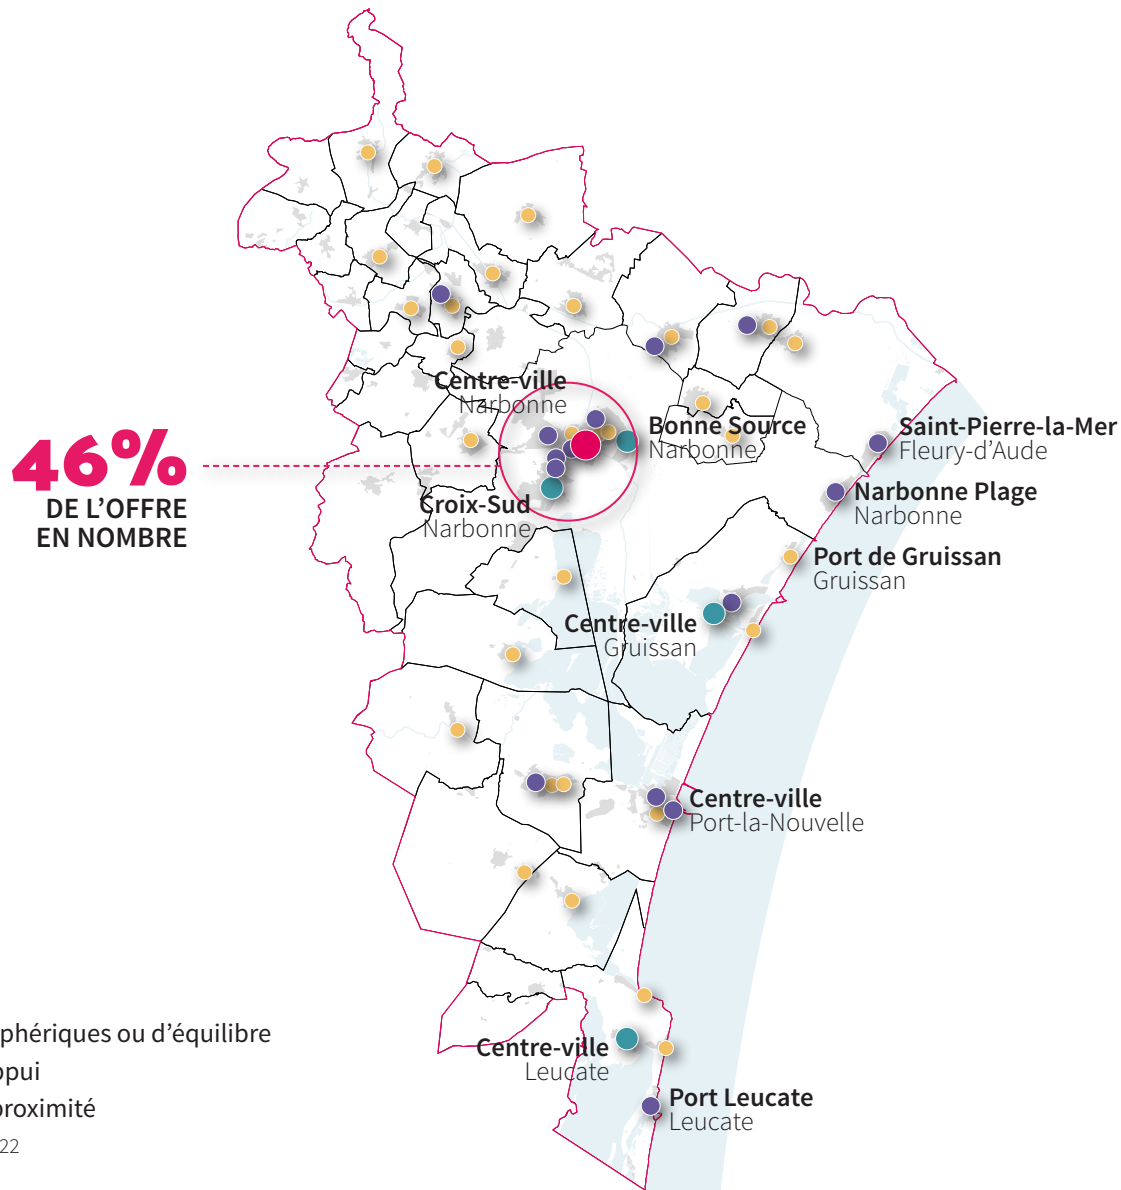 Centre-ville
Narbonne
Bonne Source
Narbonne
Saint-Pierre-la-Mer
Fleury-d'Aude
46%
DE L'OFFRE
EN NOMBRE
Narbonne Plage
Narbonne
Croix-Sud
Narbonne
Port de Gruissan
Gruissan
Centre-ville
Gruissan
Centre-ville
Port-la-Nouvelle
phériques ou d'équilibre
Centre-ville
Leucate
ppui
proximité
Port Leucate
Leucate
22